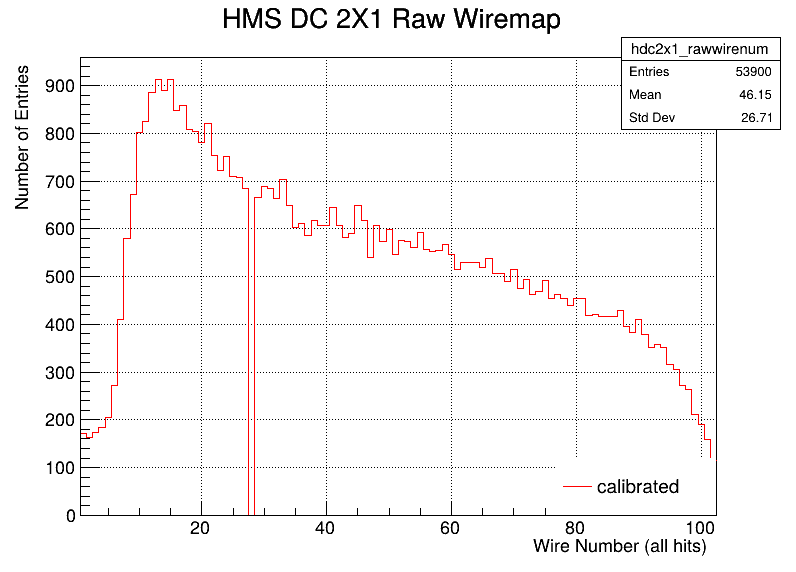 HMS DC 2X1 Raw Wiremap
hdc2x1_rawwirenum
Entries 53900
Mean 46.15
Std Dev 26.71
Number of Entries
900
800
700
600
500
400
300
200
100
0
calibrated
20 40 60 80 100
Wire Number (all hits)